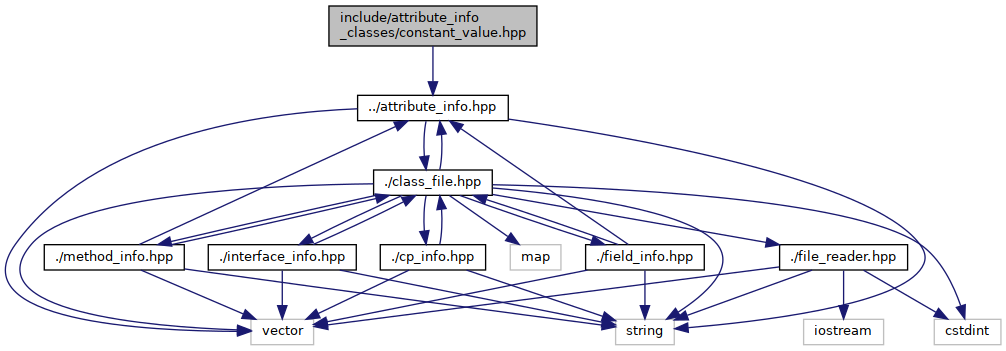 include/attribute_info
_classes/constant_value.hpp
../attribute_info.hpp
./class_file.hpp
./method_info.hpp
./interface_info.hpp
./cp_info.hpp
map
./field_info.hpp
./file_reader.hpp
vector
string
iostream
cstdint